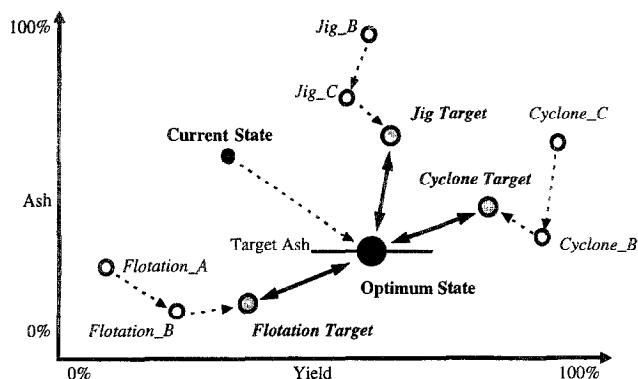 100%
Jig_B
Jig_C
Jig Target
Cyclone_C
Current State
Cyclone Target
Ash
Target Ash
Cyclone_B
Flotation_A
Optimum State
0%
Flotation_B
Flotation Target
0%
Yield
100%